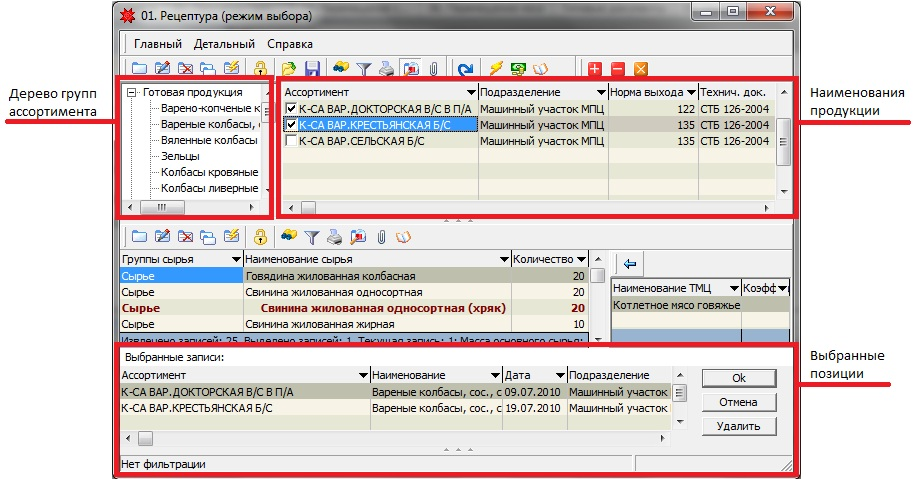 01. Рецептура (режим выбора)
Главный Детальный Справка
Дерево групп
ассортимента
Готовая продукция
Варено-копченые к
Вареные колбасы,
Вяленные колбасы
Зельцы
Колбасы кровяные
Колбасы ливерные
Ассортимент Подразделение Норма выхода Технич. док.
К-СА ВАР.ДОКТОРСКАЯ В/С В П/А Машинный участок МПЦ 122 СТБ 126-2004
К-СА ВАР.КРЕСТЬЯНСКАЯ Б/С Машинный участок МПЦ 135 СТБ 126-2004
К-СА ВАР.СЕЛЬСКАЯ Б/С Машинный участок МПЦ 135 СТБ 126-2004
Наименования
продукции
Группы сырья Наименование сырья Количество
Сырье Говядина жилованная колбасная 20
Сырье Свинина жилованная односортная 20
Сырье Свинина жилованная односортная (хряк) 20
Сырье Свинина жилованная жирная 10
Извлечено записей: 25, Выделено записей: 1, Текущая запись: 1; Масса основного сырья:
Наименование ТМЦ Коэфф
Котлетное мясо говяжье
Выбранные записи:
Ассортимент Наименование Дата Подразделение
К-СА ВАР.ДОКТОРСКАЯ В/С В П/А Вареные колбасы, сос., с 09.07.2010 Машинный участок
К-СА ВАР.КРЕСТЬЯНСКАЯ Б/С Вареные колбасы, сос., с 19.07.2010 Машинный участок
Ok
Отмена
Удалить
Выбранные
позиции
Нет фильтрации